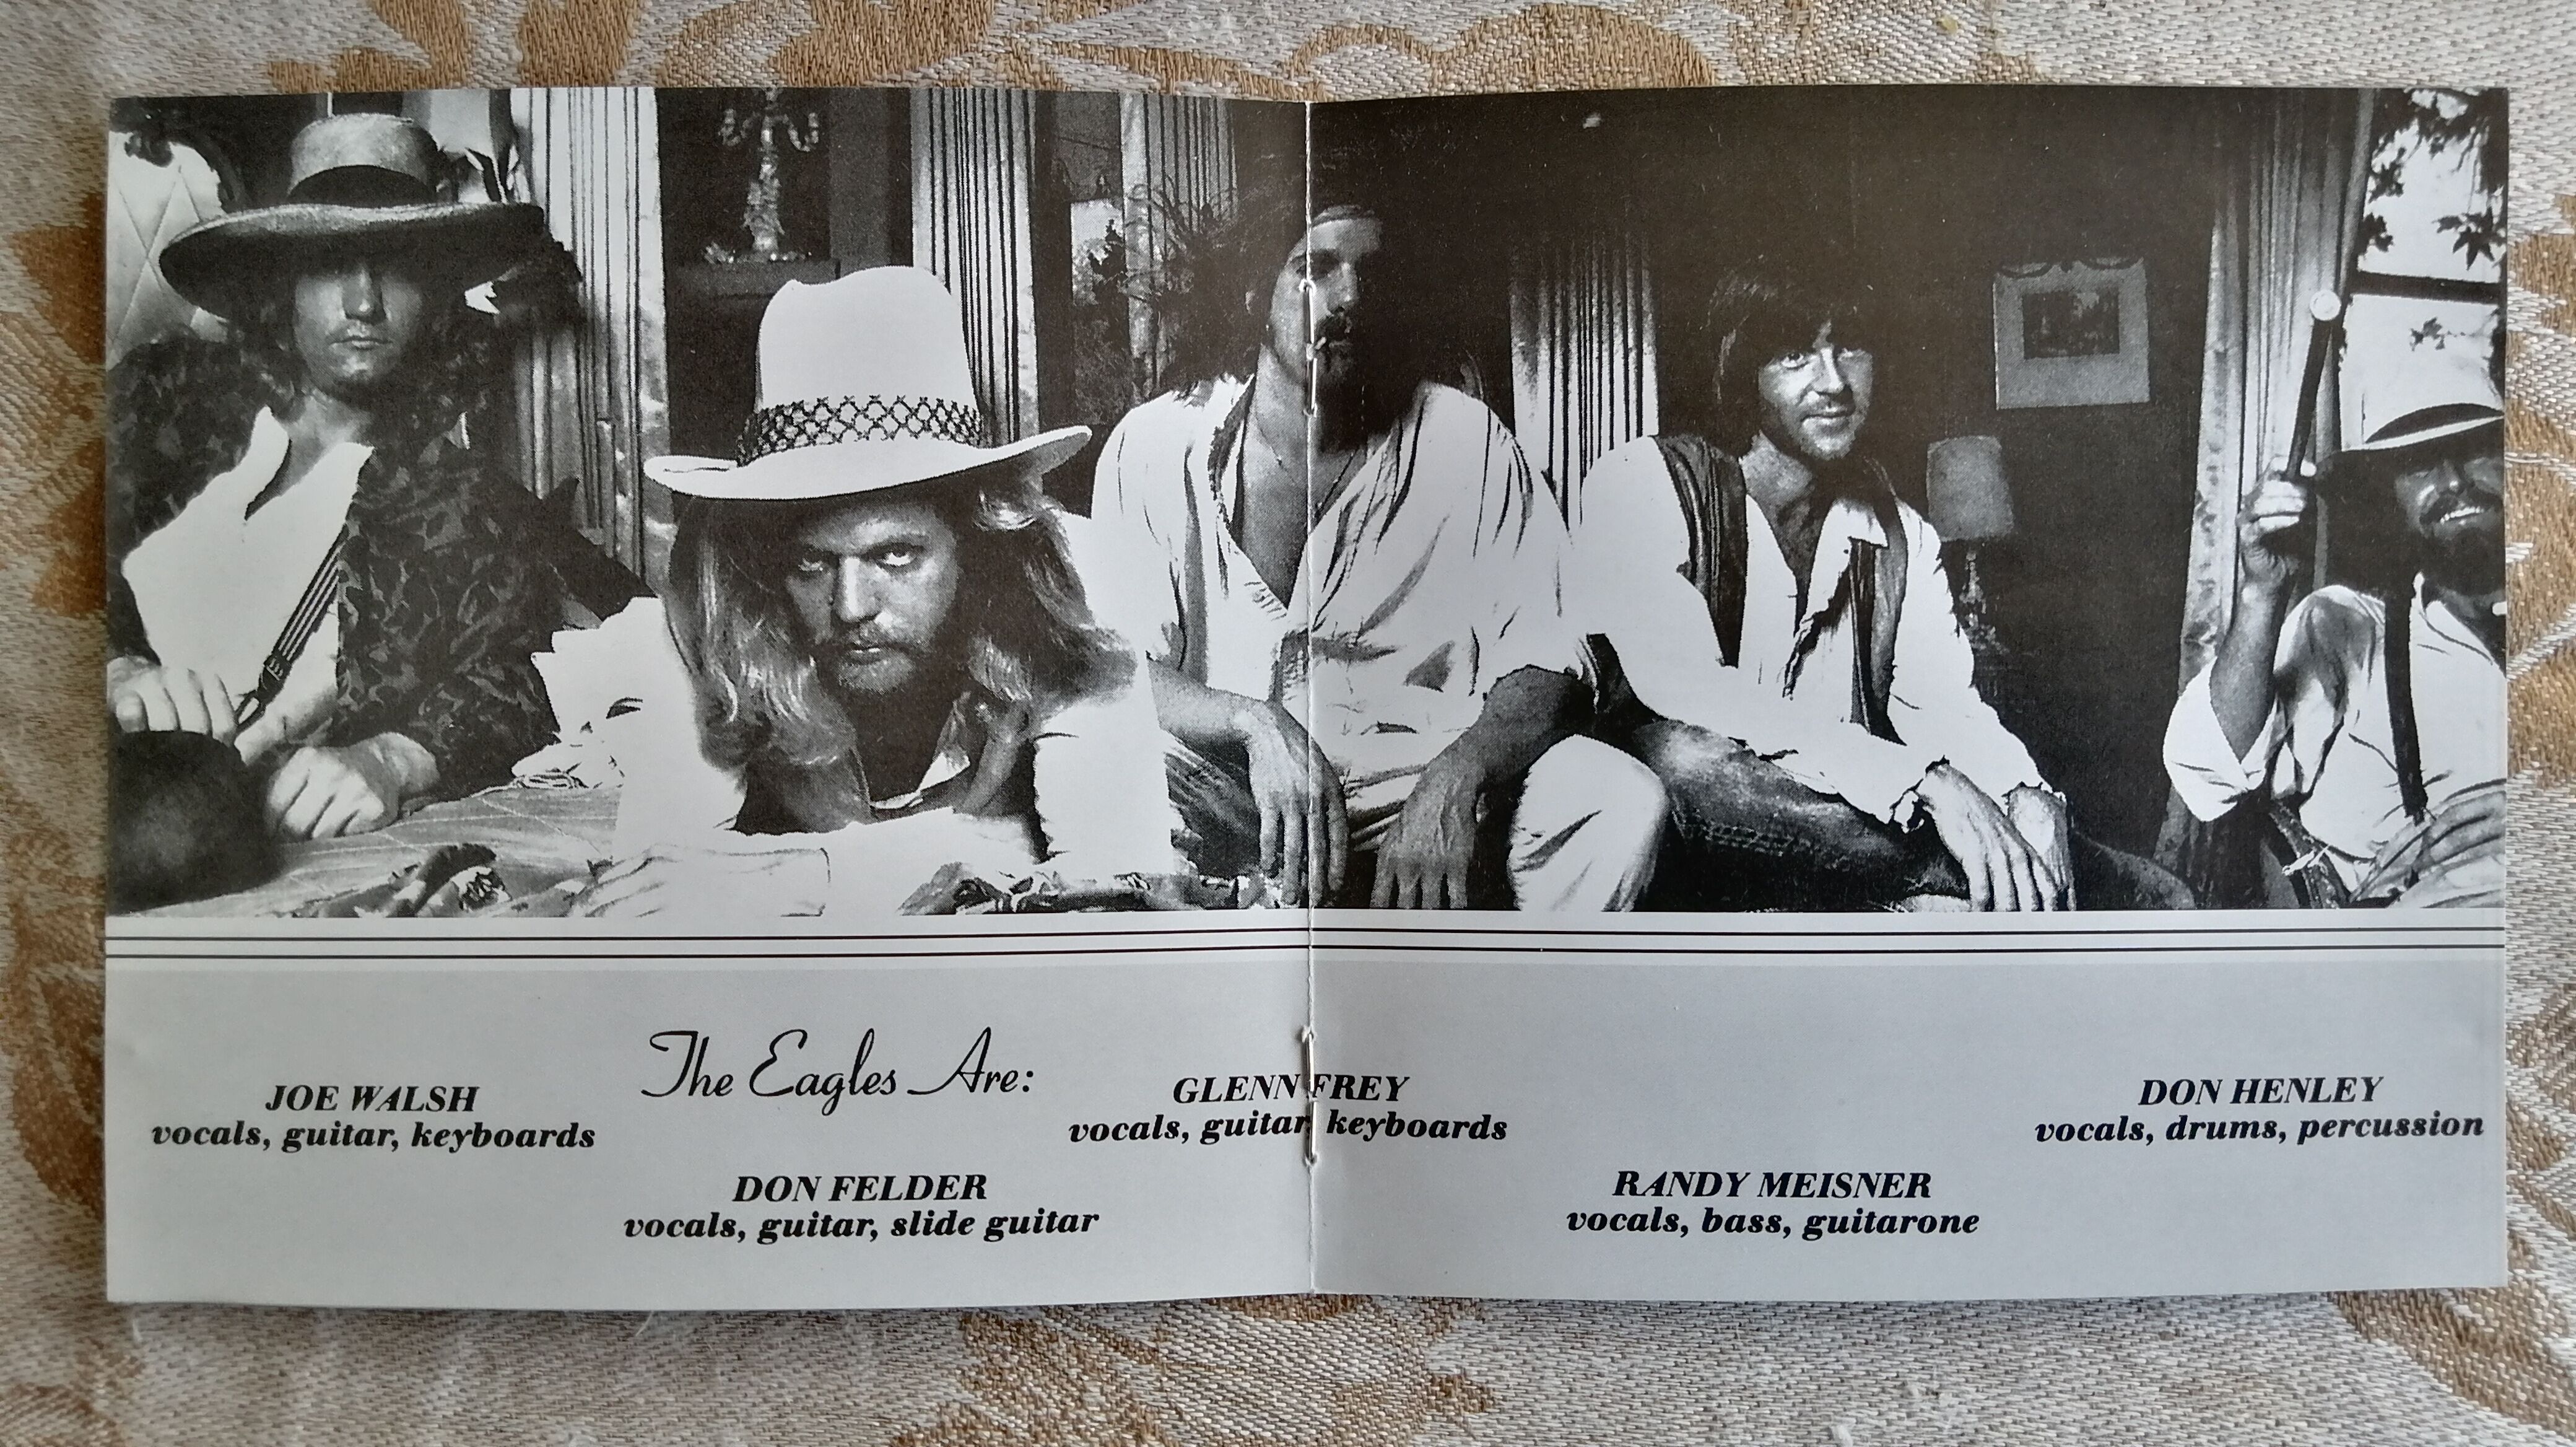 The Eagles Are:
JOE WALSH
vocals, guitar, keyboards
DON FELDER
vocals, guitar, slide guitar
GLENN FREY
vocals, guitar, keyboards
RANDY MEISNER
vocals, bass, guitarone
DON HENLEY
vocals, drums, percussion